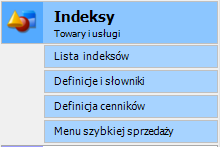 Indeksy
Towary i usługi
Lista indeksów
Definicje i słowniki
Definicja cenników
Menu szybkiej sprzedaży